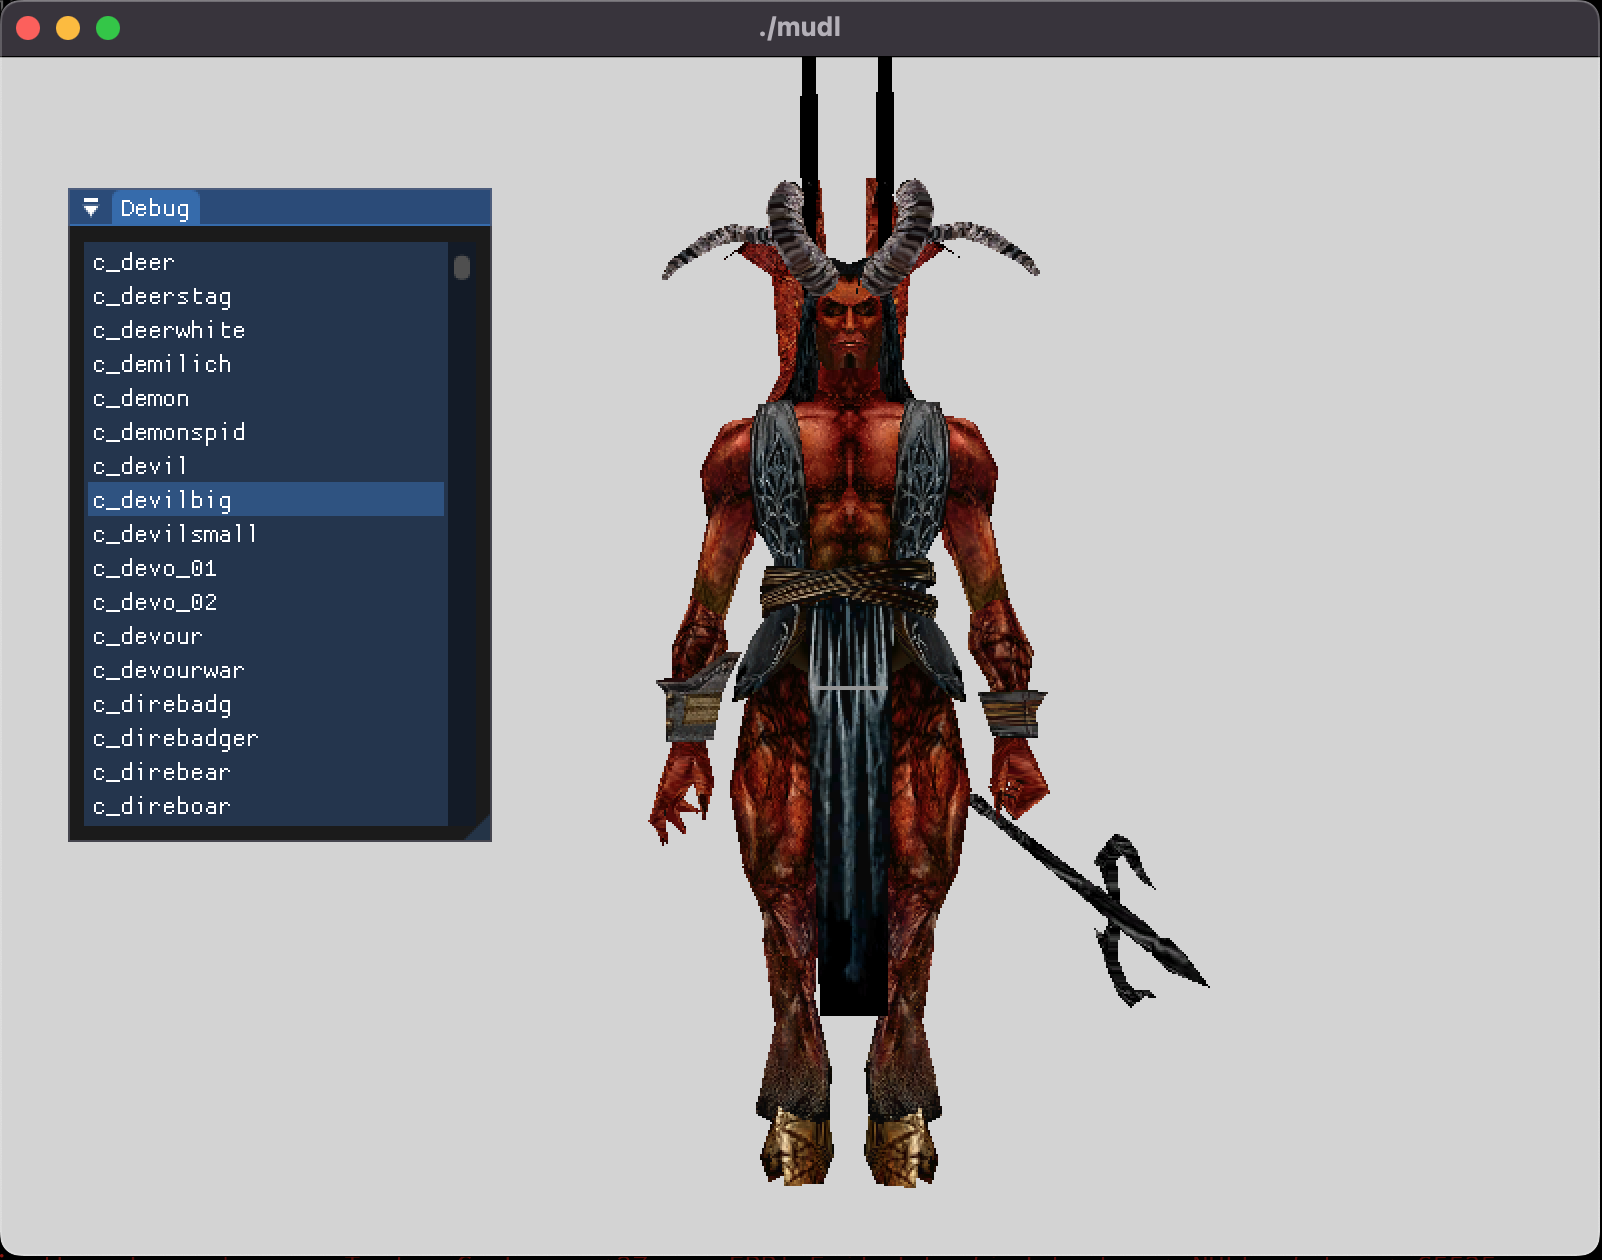 ./mudl
Debug
c_deer
c_deerstag
c_deerwhite
c_demilich
c_demon
c_demonspid
c_devil
c_devilbig
c_devilsmall
c_devo_01
c_devo_02
c_devour
c_devourwar
c_direbadg
c_direbadger
c_direbear
c_direboar